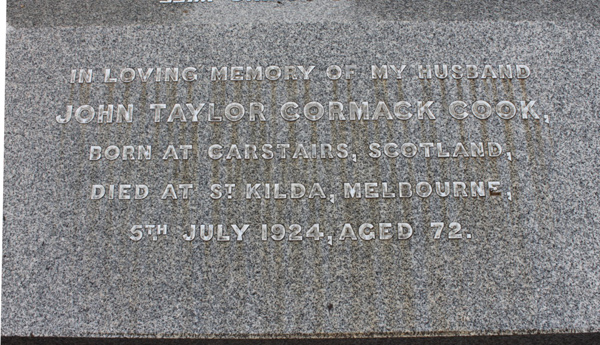 IN LOVING MEMORY OF MY HUSBAND
JOHN TAYLOR CORMACK COOK,
BORN AT CARSTAIRS, SCOTLAND,
DIED AT ST KILDA, MELBOURNE,
5TH JULY 1924, AGED 72.